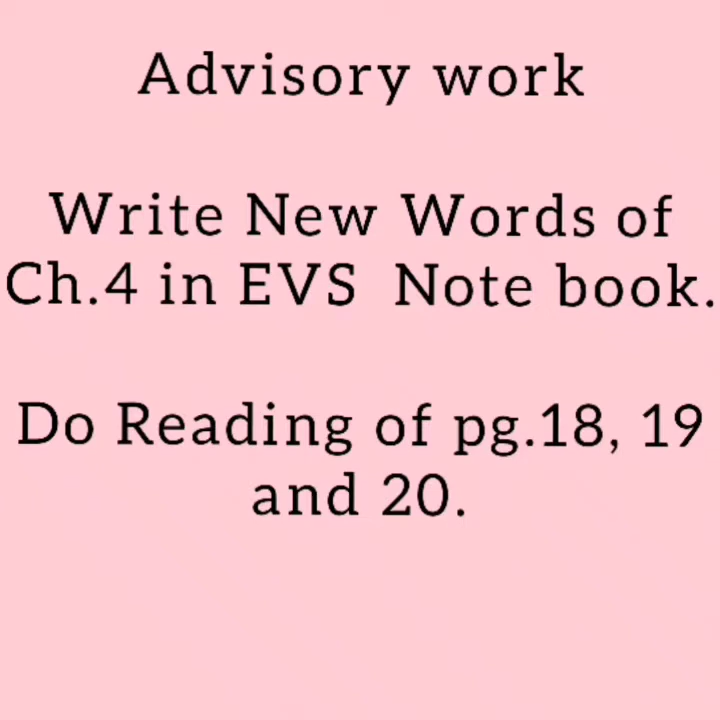 Advisory work
Write New Words of
Ch.4 in EVS Note book.
Do Reading of pg.18, 19
and 20.